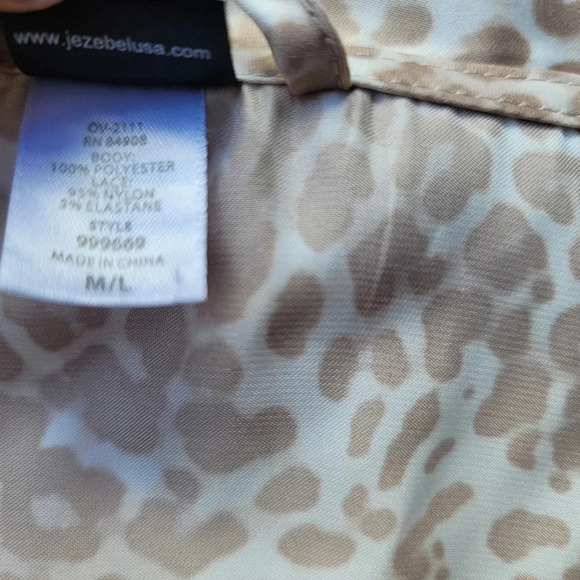 www.jezebelusa.com
OV-2111
RN 84908
BODY:
100% POLYESTER
LACE:
95% NYLON
5% ELASTANE
STYLE
999669
MADE IN CHINA
M/L